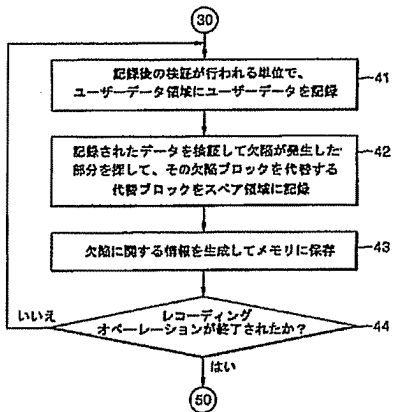 30
記録後の検証が行われる単位で、
ユーザーデータ領域にユーザーデータを記録
41
記録されたデータを検証して欠陥が発生した
部分を探して、その欠陥ブロックを代替する
代替ブロックをスペア領域に記録
42
欠陥に関する情報を生成してメモリに保存
43
いいえ
レコーディング
オペレーションが終了されたか？
44
はい
50